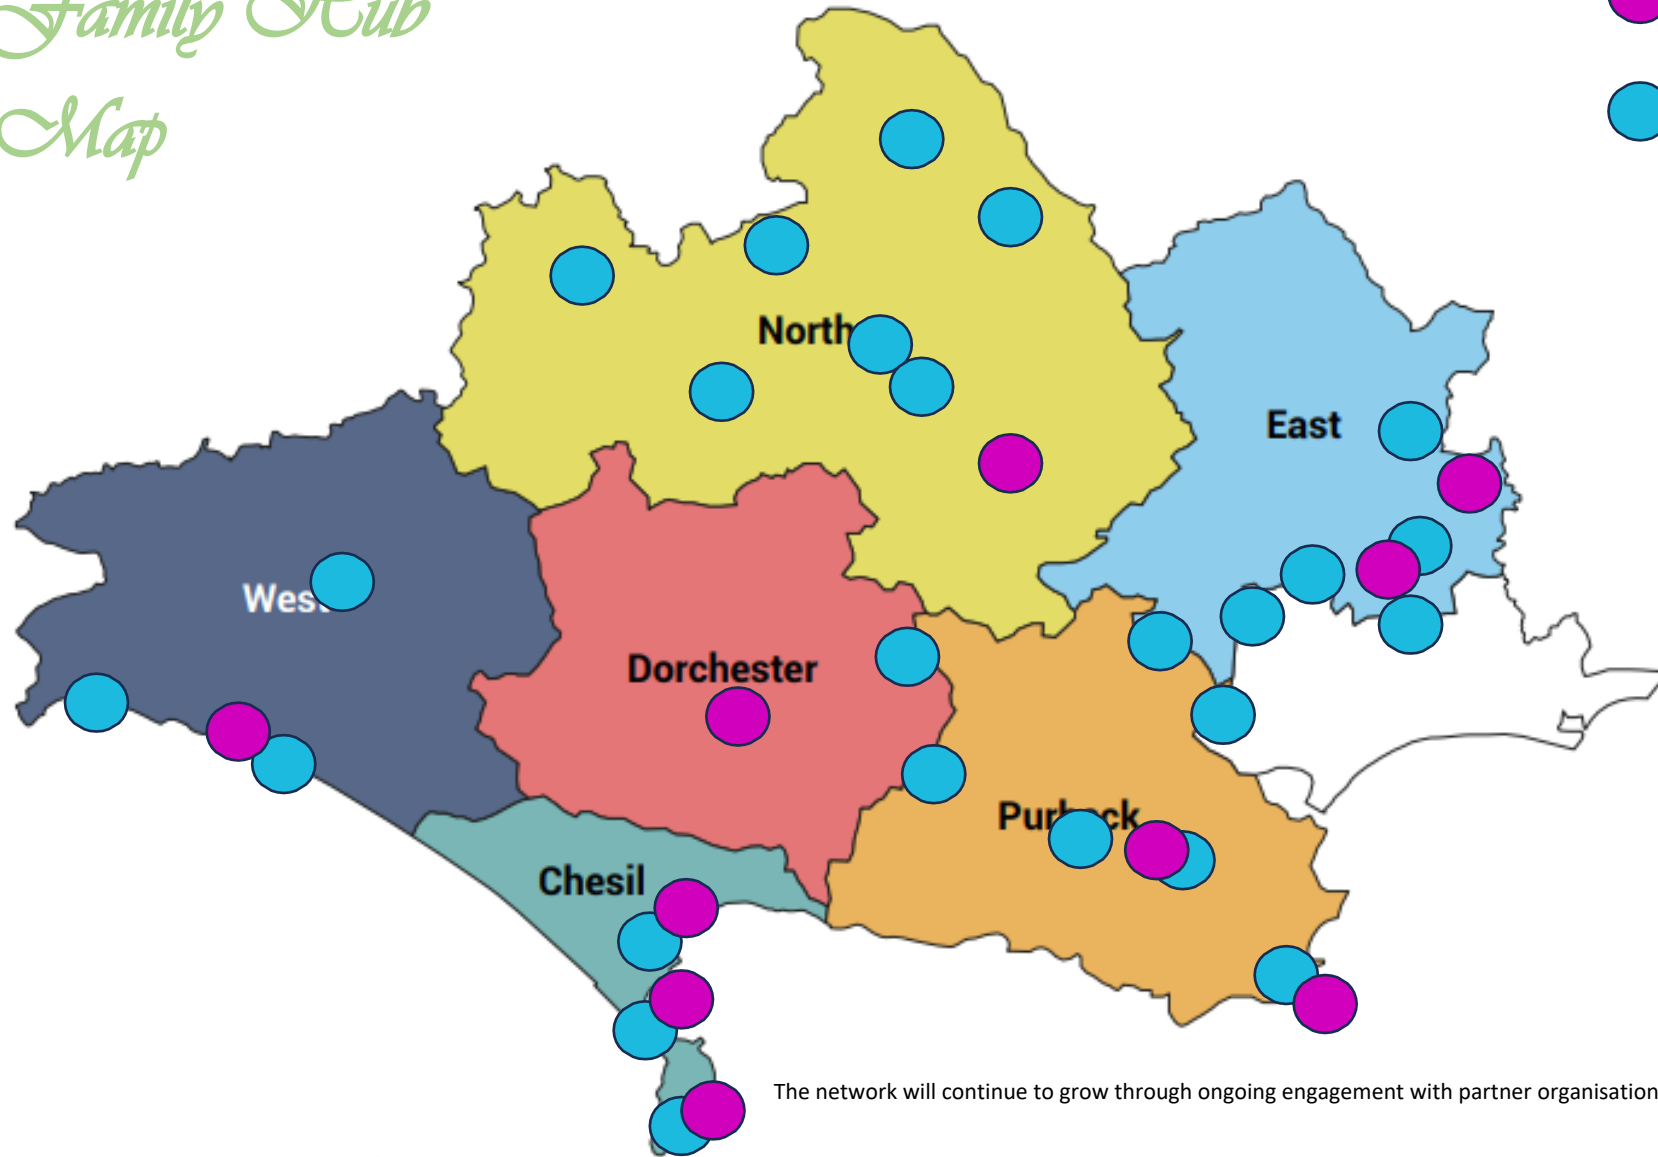 Family Hub
Map
North
East
West
Dorchester
Purbeck
Chesil
The network will continue to grow through ongoing engagement with partner organisation